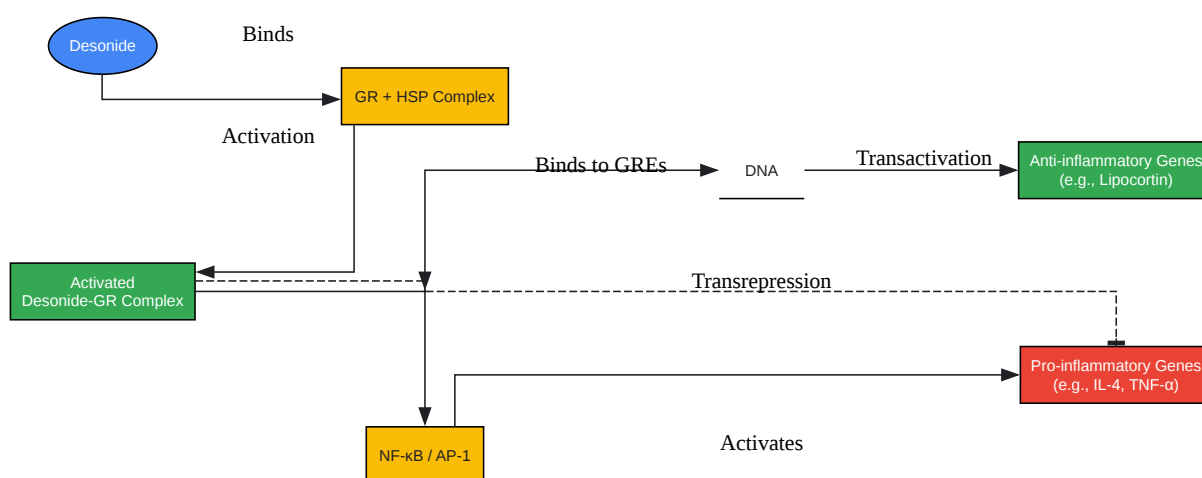 Desonide
Binds
GR + HSP Complex
Activation
Binds to GREs
DNA
Transactivation
Anti-inflammatory Genes
(e.g., Lipocortin)
Activated
Desonide-GR Complex
Transrepression
Pro-inflammatory Genes
(e.g., IL-4, TNF-α)
NF-κB / AP-1
Activates